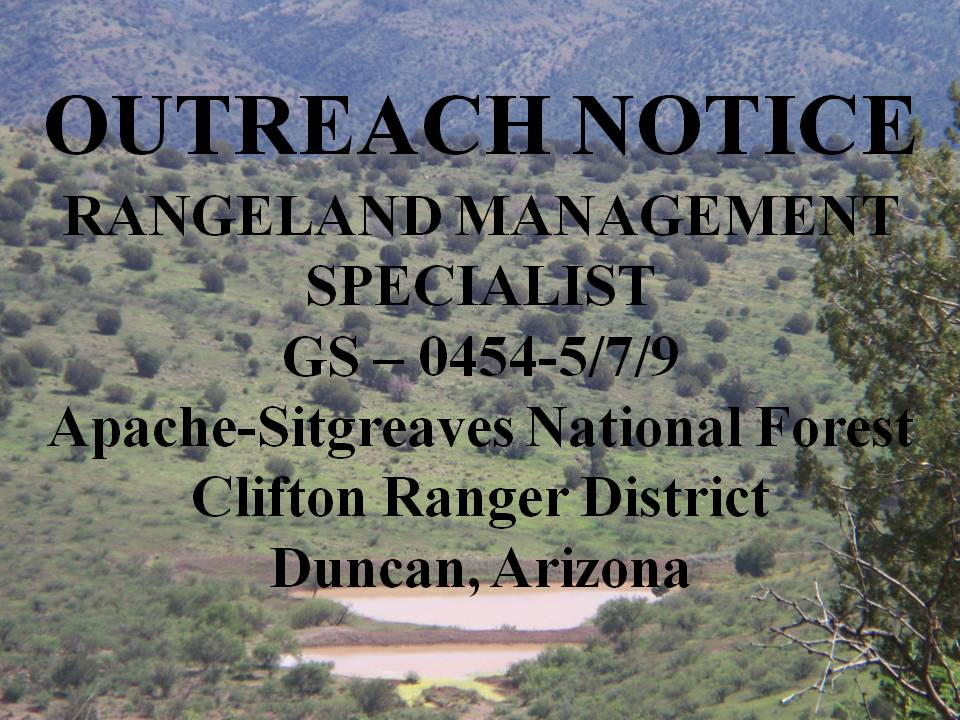 OUTREACH NOTICE
RANGELAND MANAGEMENT
SPECIALIST
GS – 0454-5/7/9
Apache-Sitgreaves National Forest
Clifton Ranger District
Duncan, Arizona